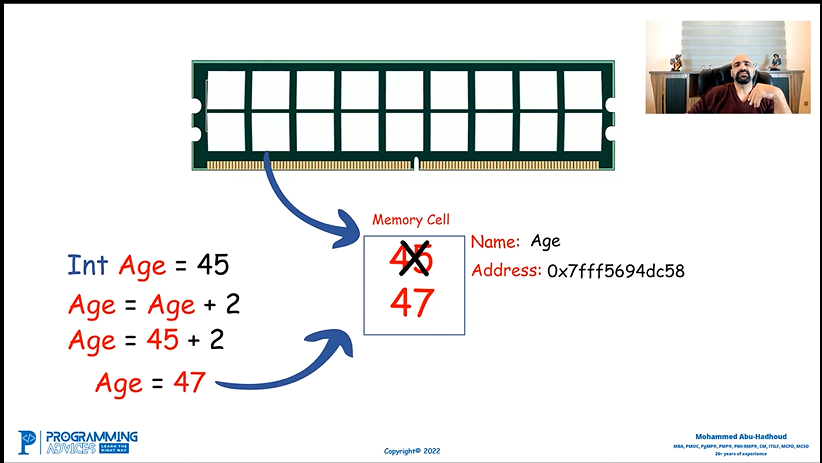 Memory Cell
45
47
Name: Age
Address: 0x7fff5694dc58
Int Age = 45
Age = Age + 2
Age = 45 + 2
Age = 47
PROGRAMMING
ADVICES LEARN THE RIGHT WAY
Copyright© 2022
Mohammed Abu-Hadhoud
MBA, PMOC, PgMP®, PMP®, PMI-RMP®, CM, ITILF, MCPD, MCSD
26+ years of experience